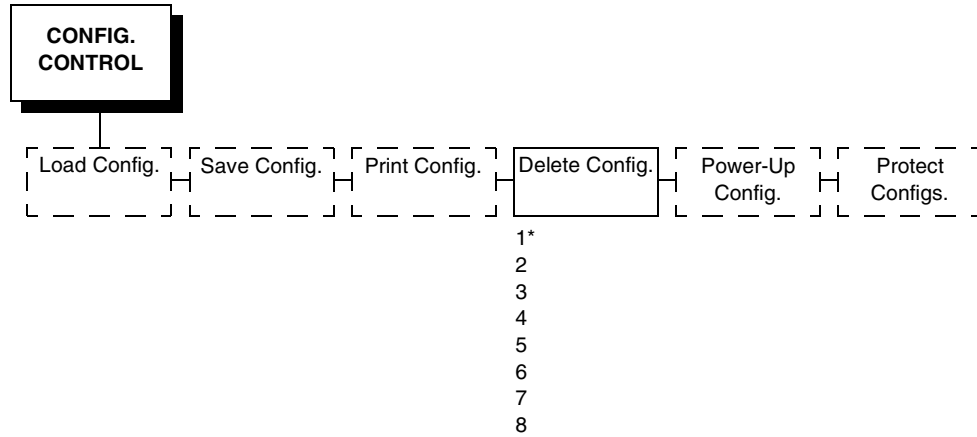 CONFIG.
CONTROL
Load Config.
Save Config.
Print Config.
Delete Config.
Power-Up
Config.
Protect
Configs.
1*
2
3
4
5
6
7
8